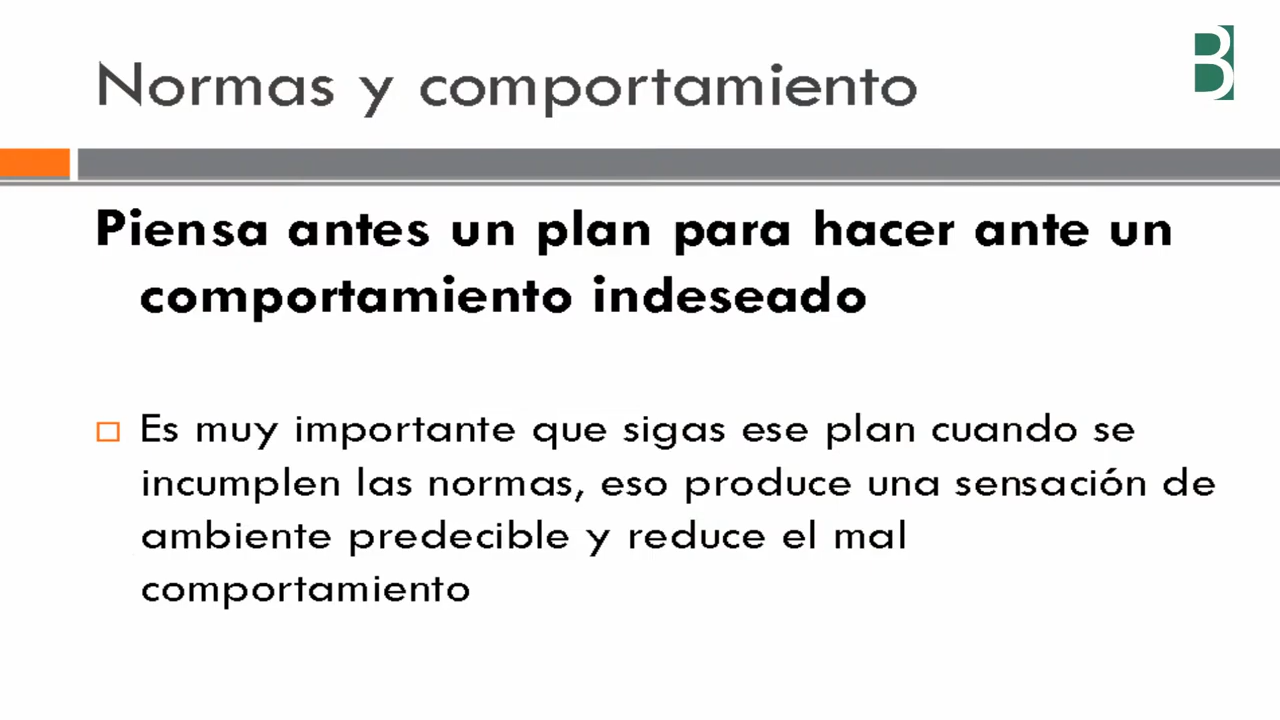 Normas y comportamiento
B
Piensa antes un plan para hacer ante un
comportamiento indeseado
Es muy importante que sigas ese plan cuando se
incumplen las normas, eso produce una sensación de
ambiente predecible y reduce el mal
comportamiento